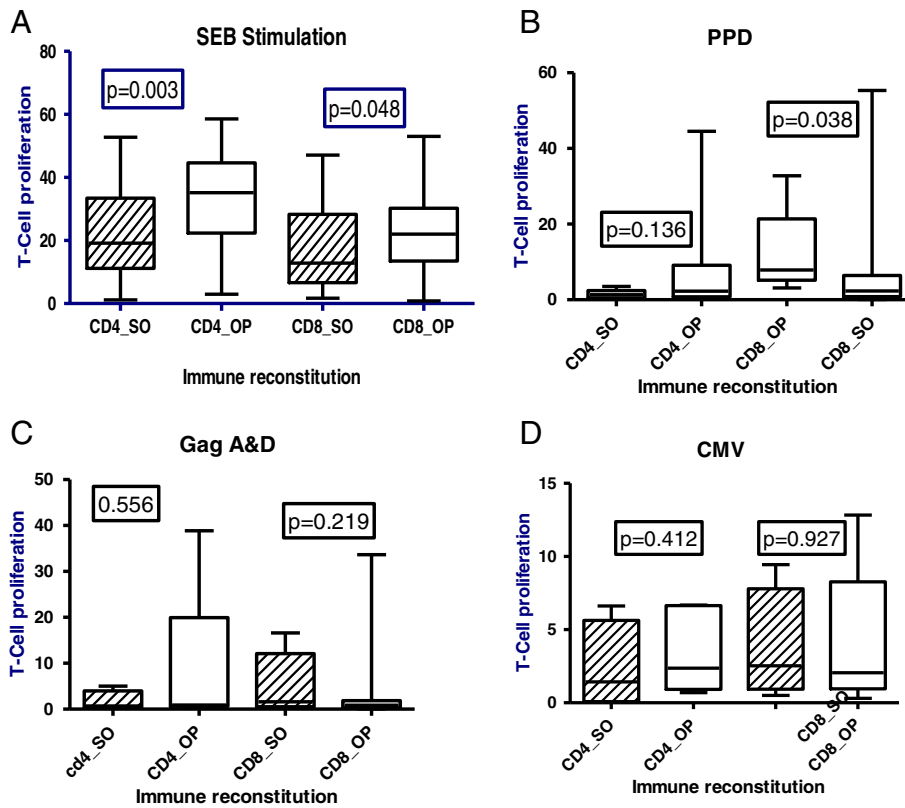 A
SEB Stimulation
80
60
40
20
0
T-Cell proliferation
p=0.003
p=0.048
CD4_SO
CD4_OP
CD8_SO
CD8_OP
Immune reconstitution
B
PPD
60
40
20
0
T-Cell proliferation
p=0.136
p=0.038
CD4_SO
CD4_OP
CD8_OP
CD8_SO
Immune reconstitution
C
Gag A&D
50
40
30
20
10
0
T-Cell proliferation
0.556
p=0.219
cd4_SO
CD4_OP
CD8_SO
CD8_OP
Immune reconstitution
D
CMV
15
10
5
0
T-Cell proliferation
p=0.412
p=0.927
CD4_SO
CD4_OP
CD8_SO
CD8_OP
Immune reconstitution